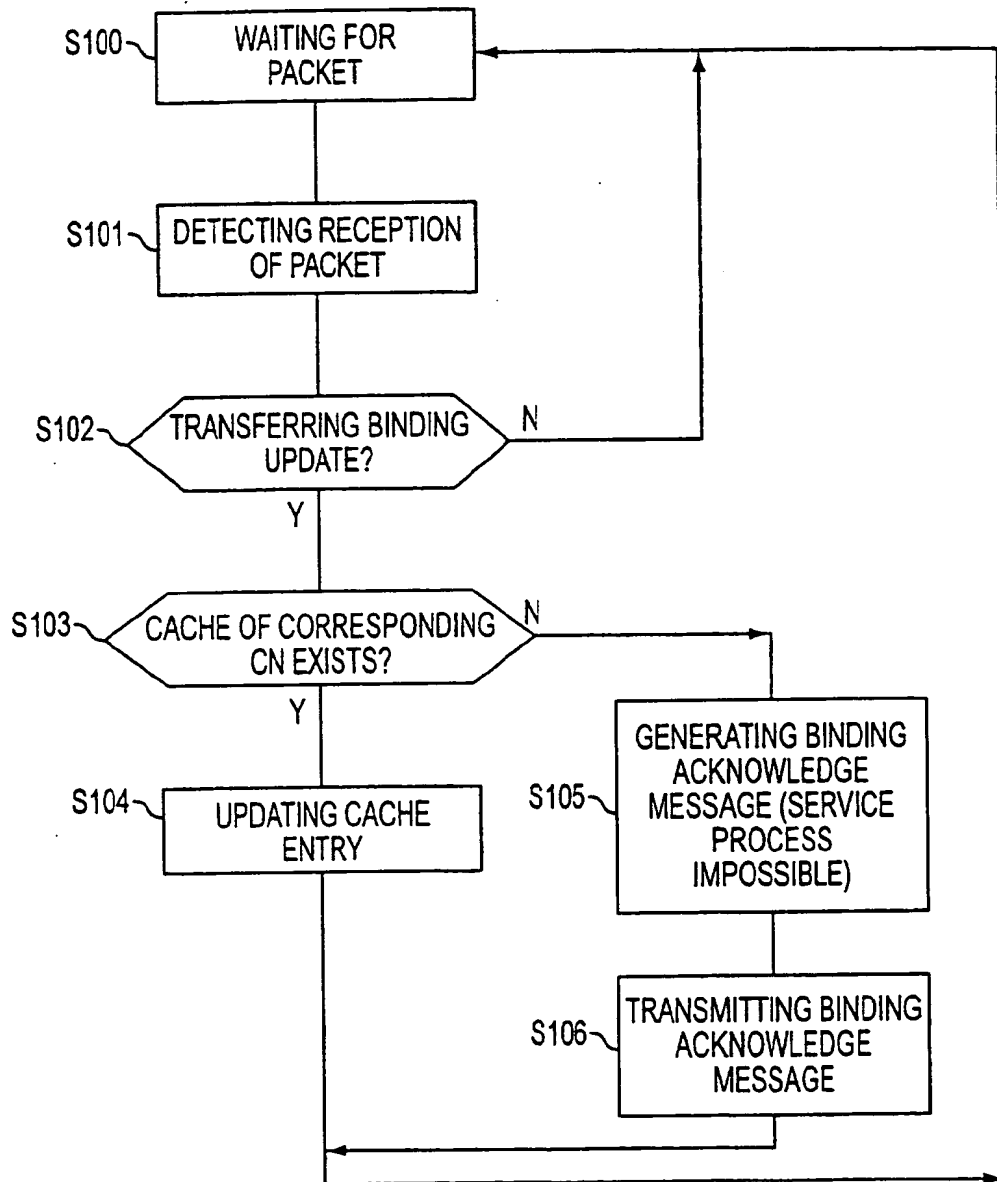 S100
WAITING FOR
PACKET
S101
DETECTING RECEPTION
OF PACKET
S102
TRANSFERRING BINDING
UPDATE?
N
Y
S103
CACHE OF CORRESPONDING
CN EXISTS?
N
Y
S104
UPDATING CACHE
ENTRY
S105
GENERATING BINDING
ACKNOWLEDGE
MESSAGE (SERVICE
PROCESS
IMPOSSIBLE)
S106
TRANSMITTING BINDING
ACKNOWLEDGE
MESSAGE